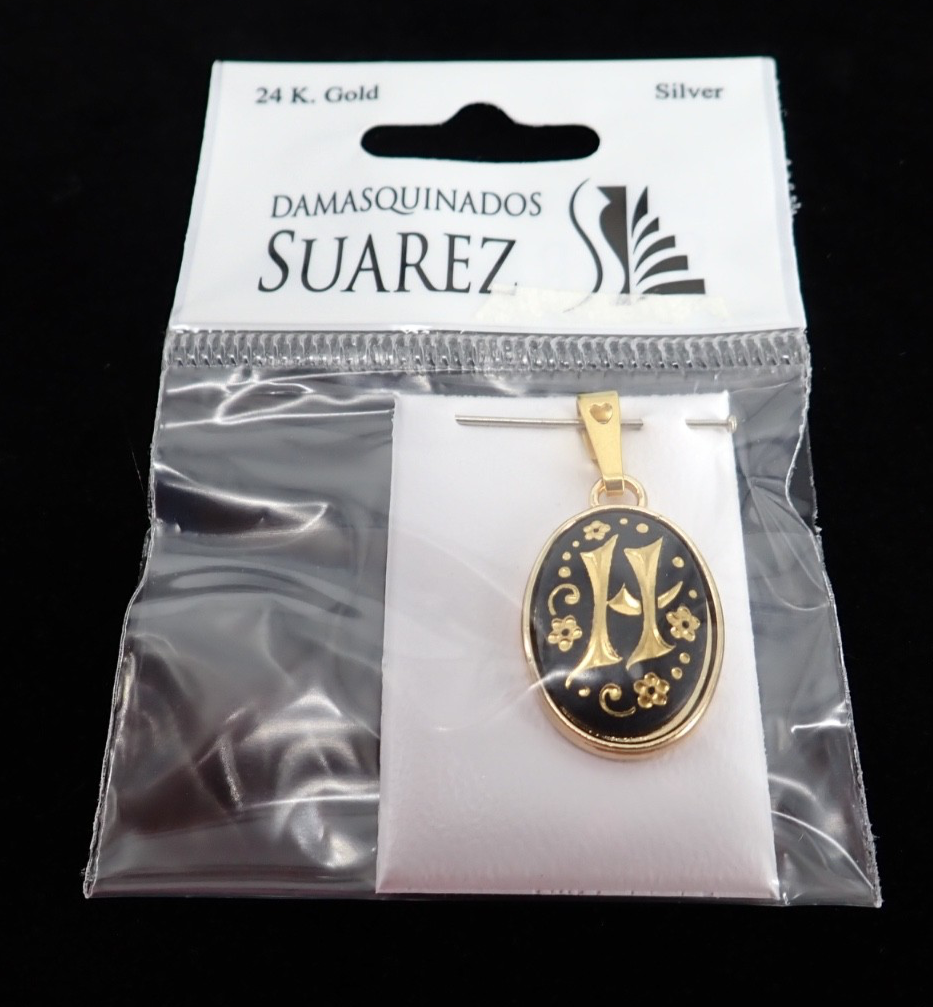 24 K. Gold Silver
DAMASQUINADOS
SUAREZ
H